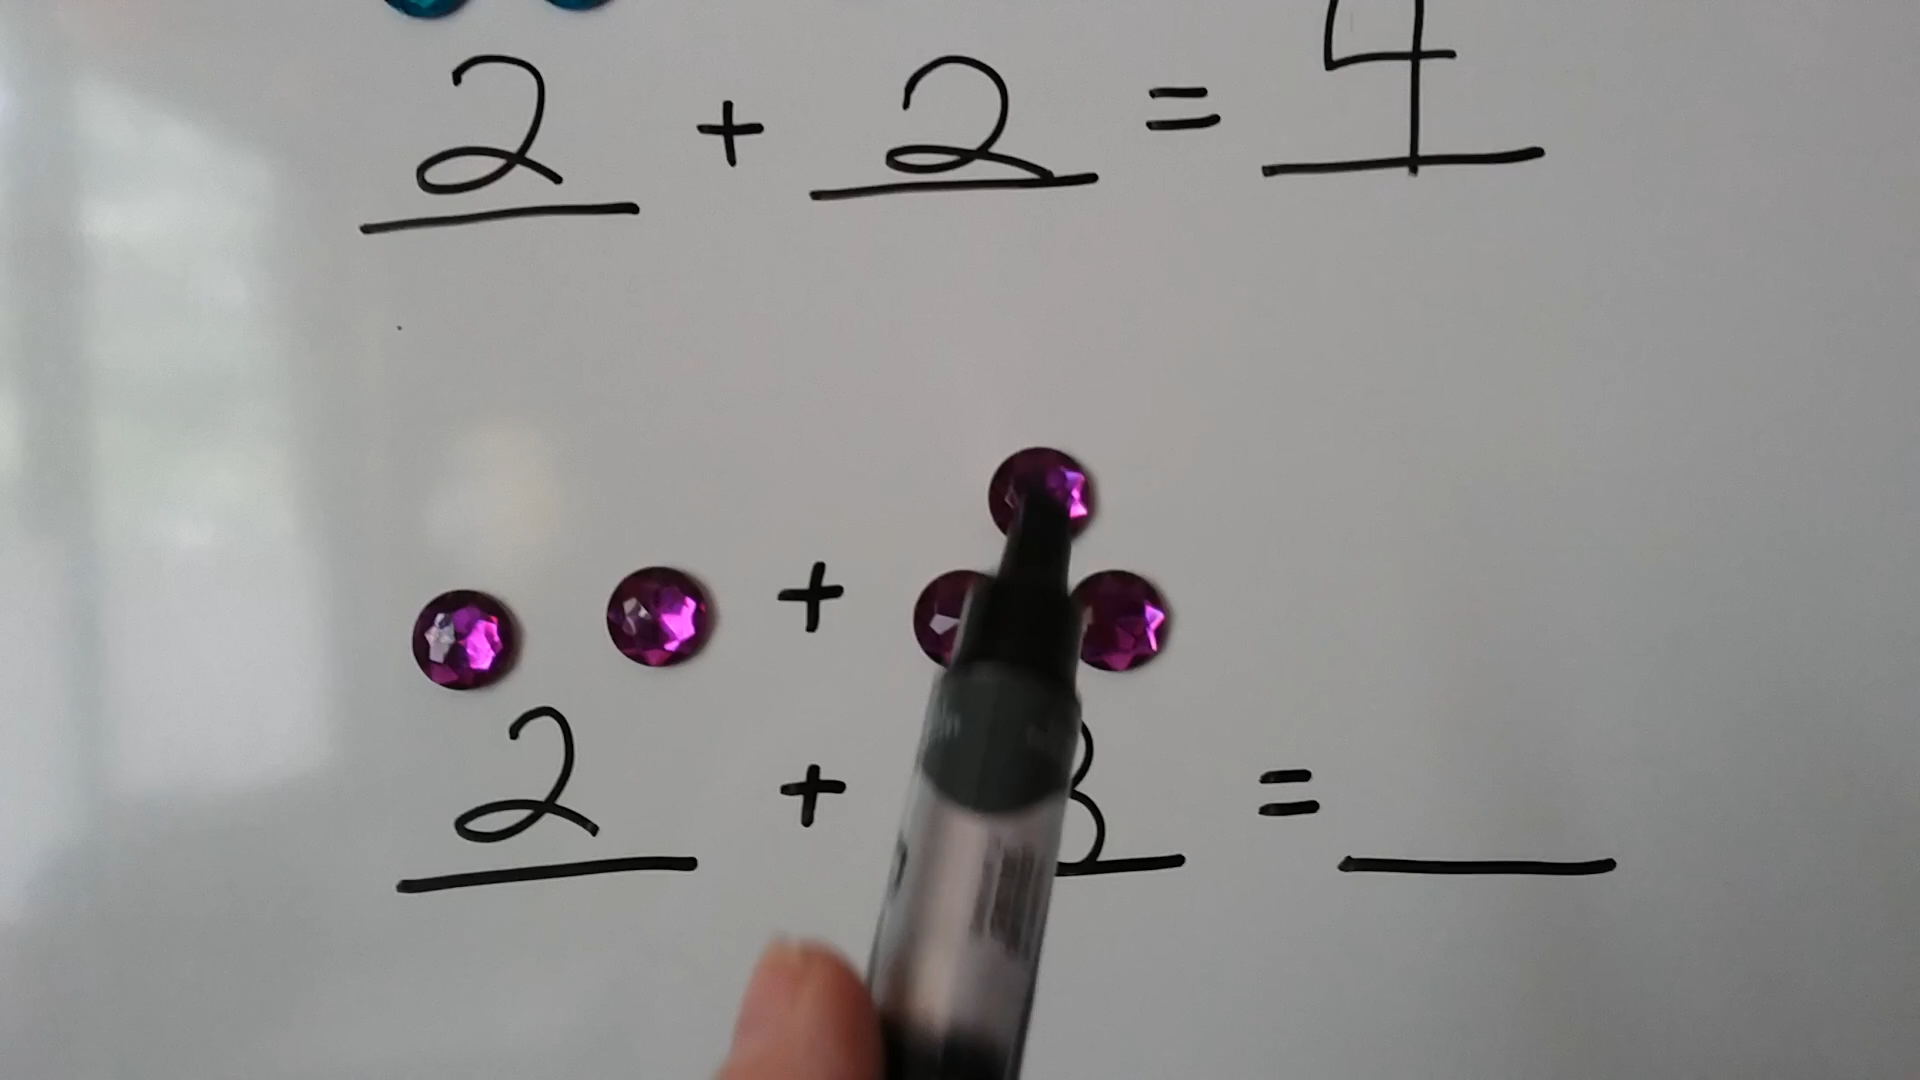 2 + 2 = 4
+
2 + 3 =